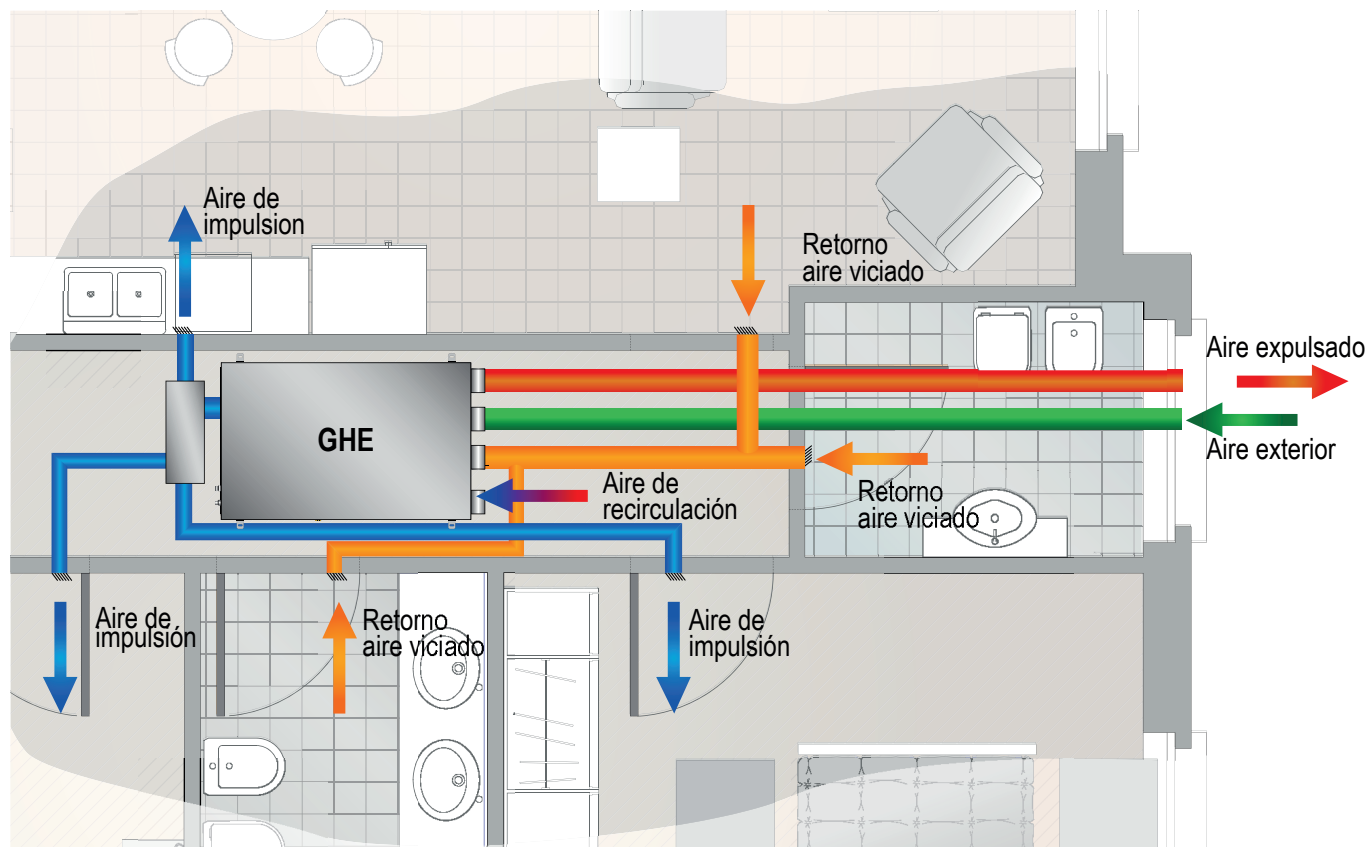 Aire de
impulsion
Retorno
aire viciado
Aire expulsado
GHE
Aire exterior
Aire de
recirculación
Retorno
aire viciado
Aire de
impulsión
Retorno
aire viciado
Aire de
impulsión